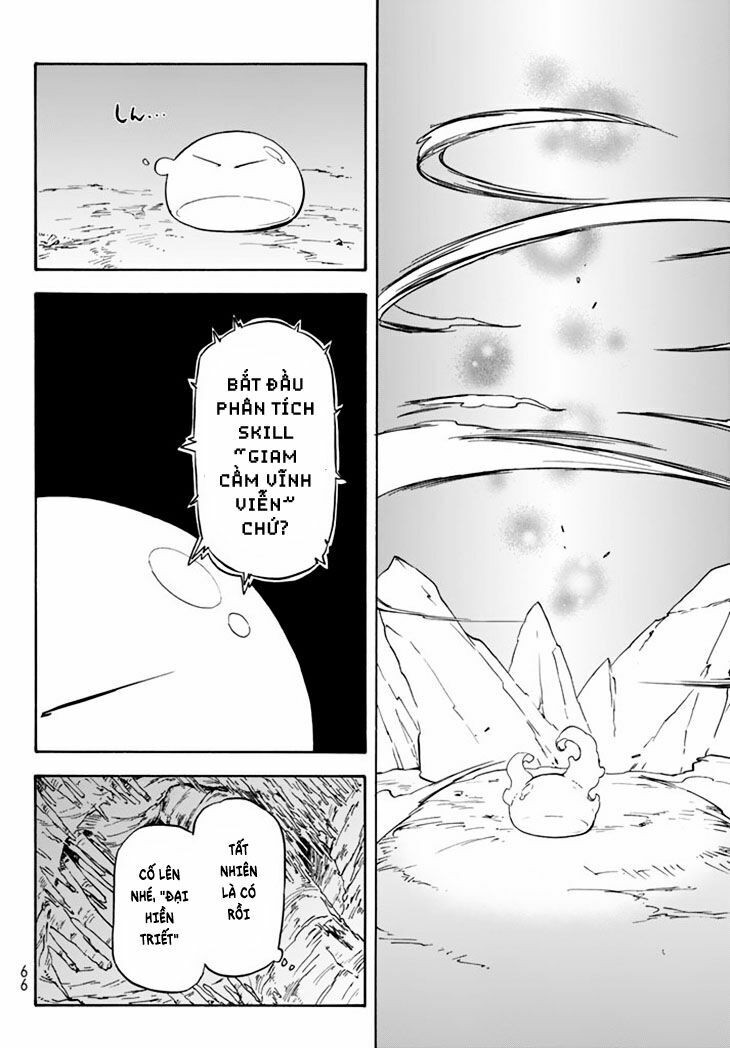 しん…
BẮT ĐẦU
PHÂN TÍCH
SKILL
"GIAM
CẦM VĨNH
VIỄN"
CHỨ?
TẤT
NHIÊN
LÀ CÓ
RỒI
CỐ LÊN
NHÉ, "ĐẠI
HIỀN
TRIẾT"
66